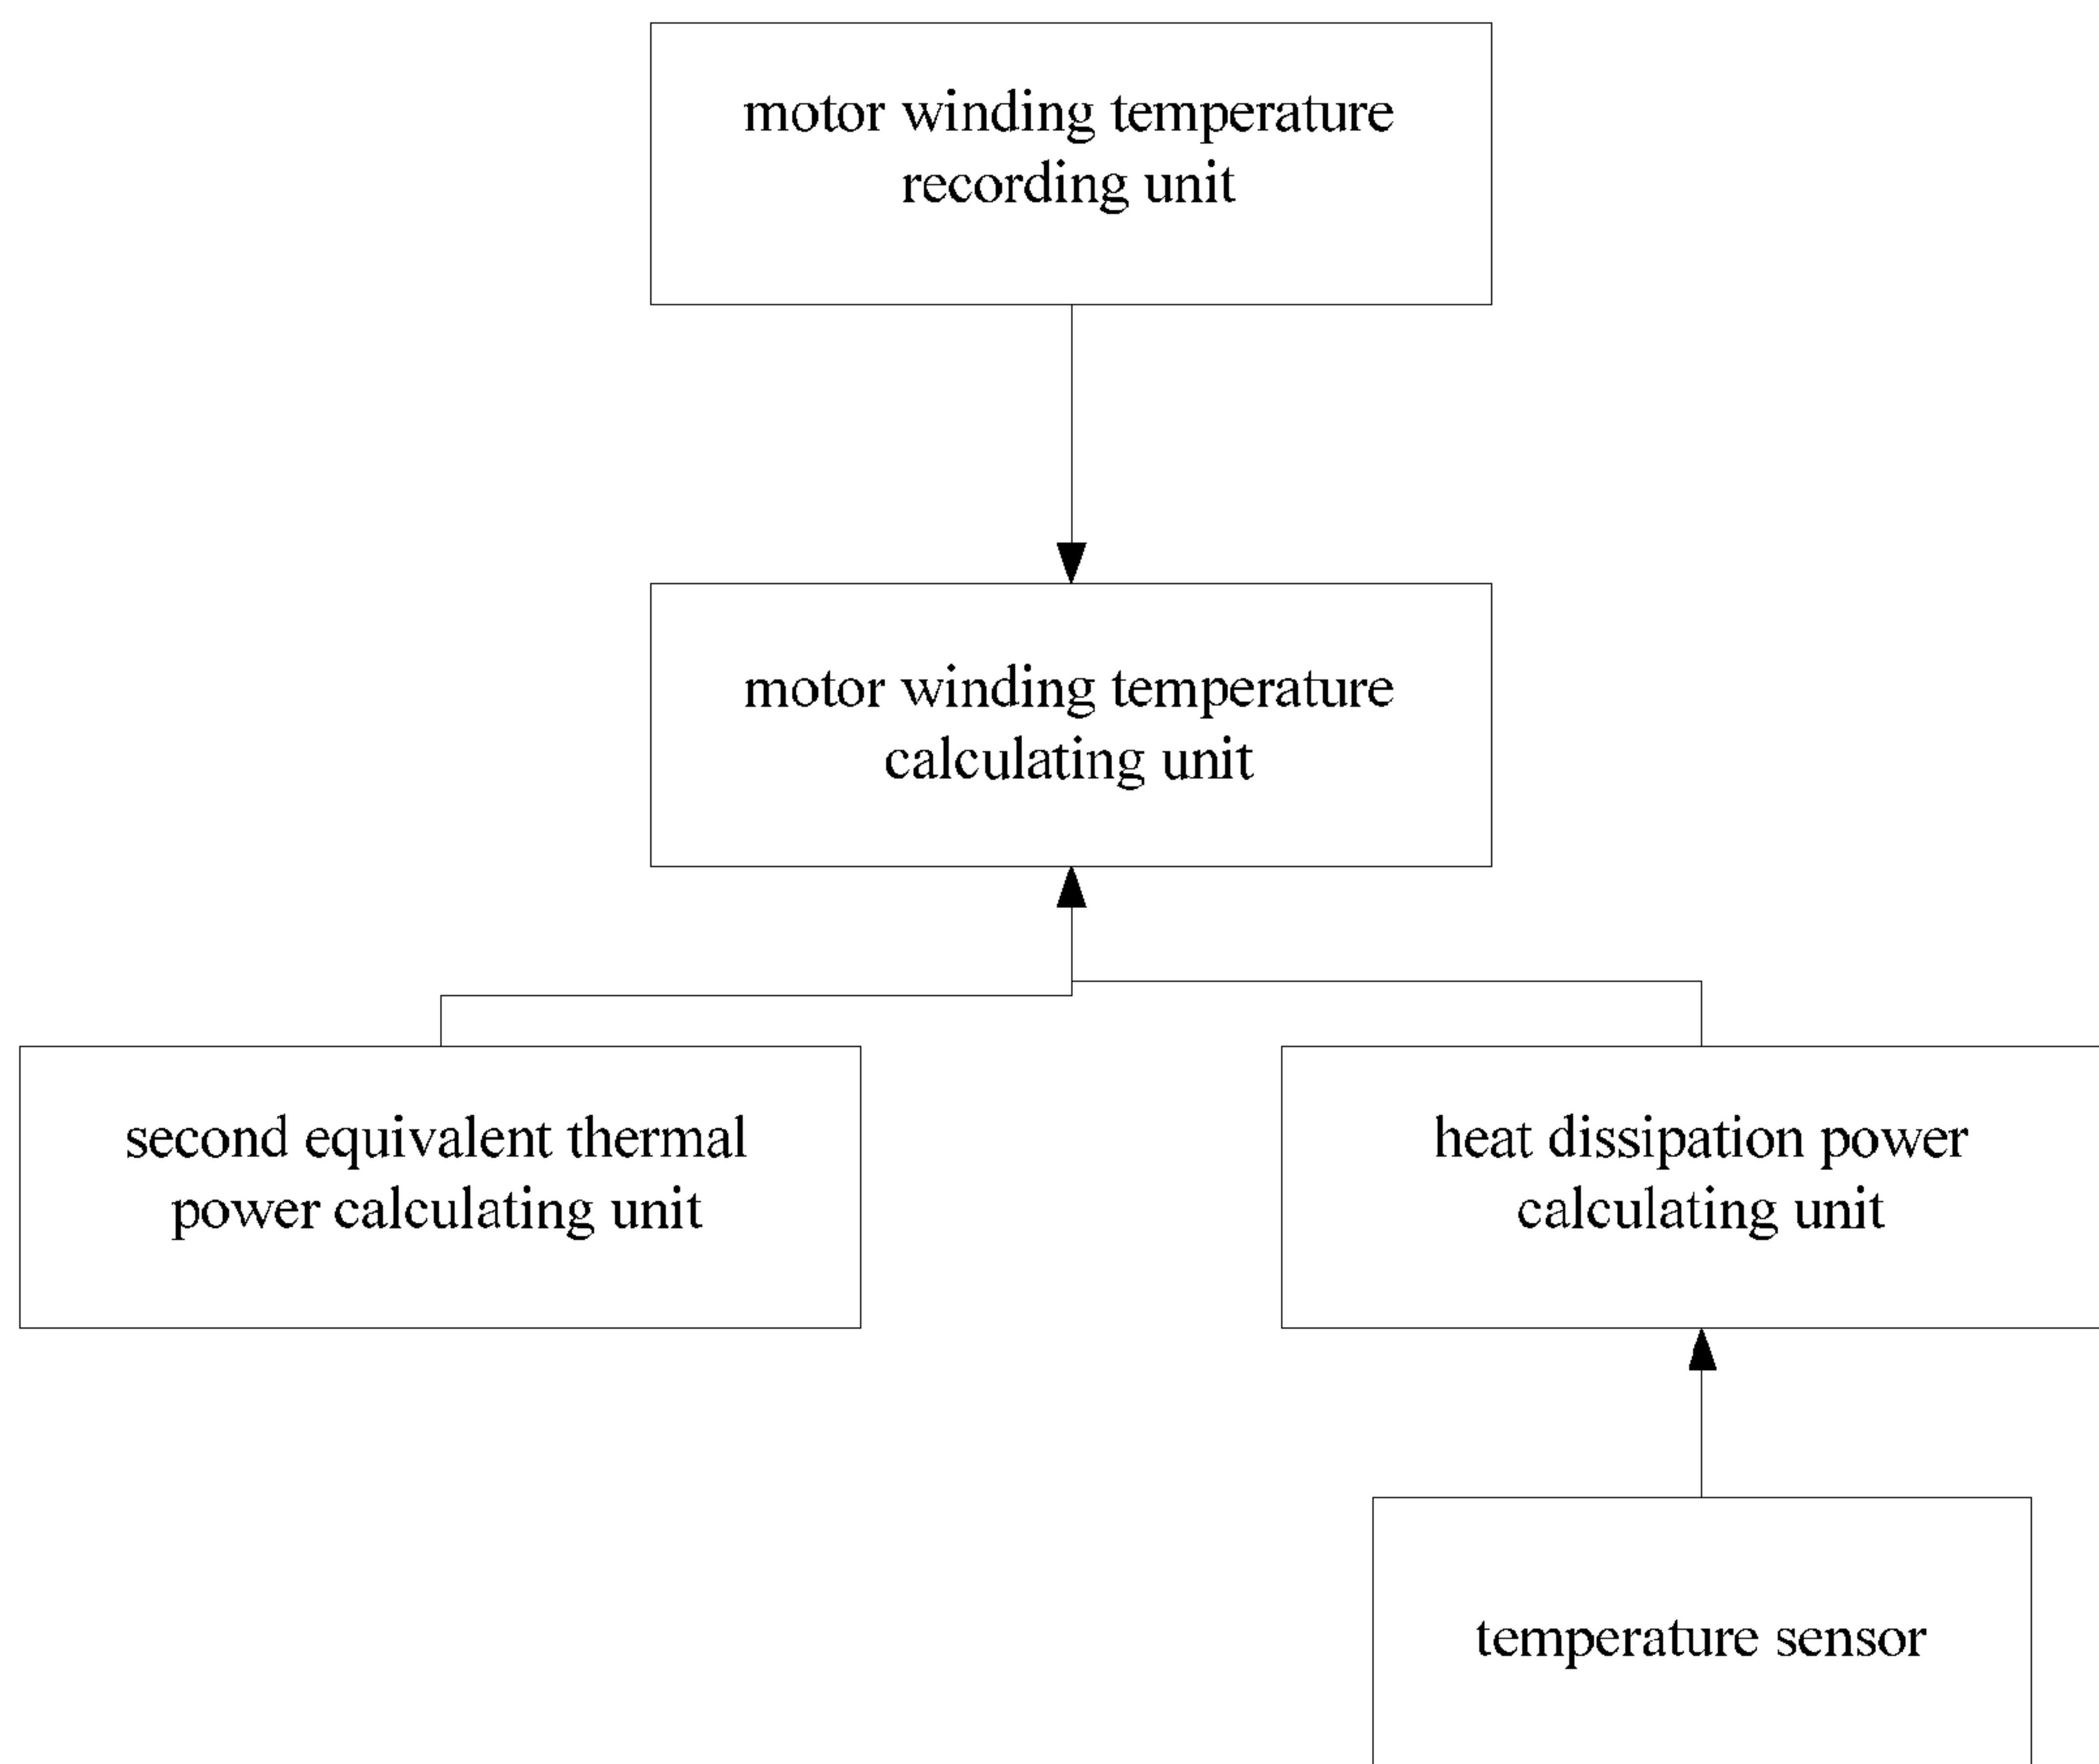 motor winding temperature
recording unit
motor winding temperature
calculating unit
second equivalent thermal
power calculating unit
heat dissipation power
calculating unit
temperature sensor